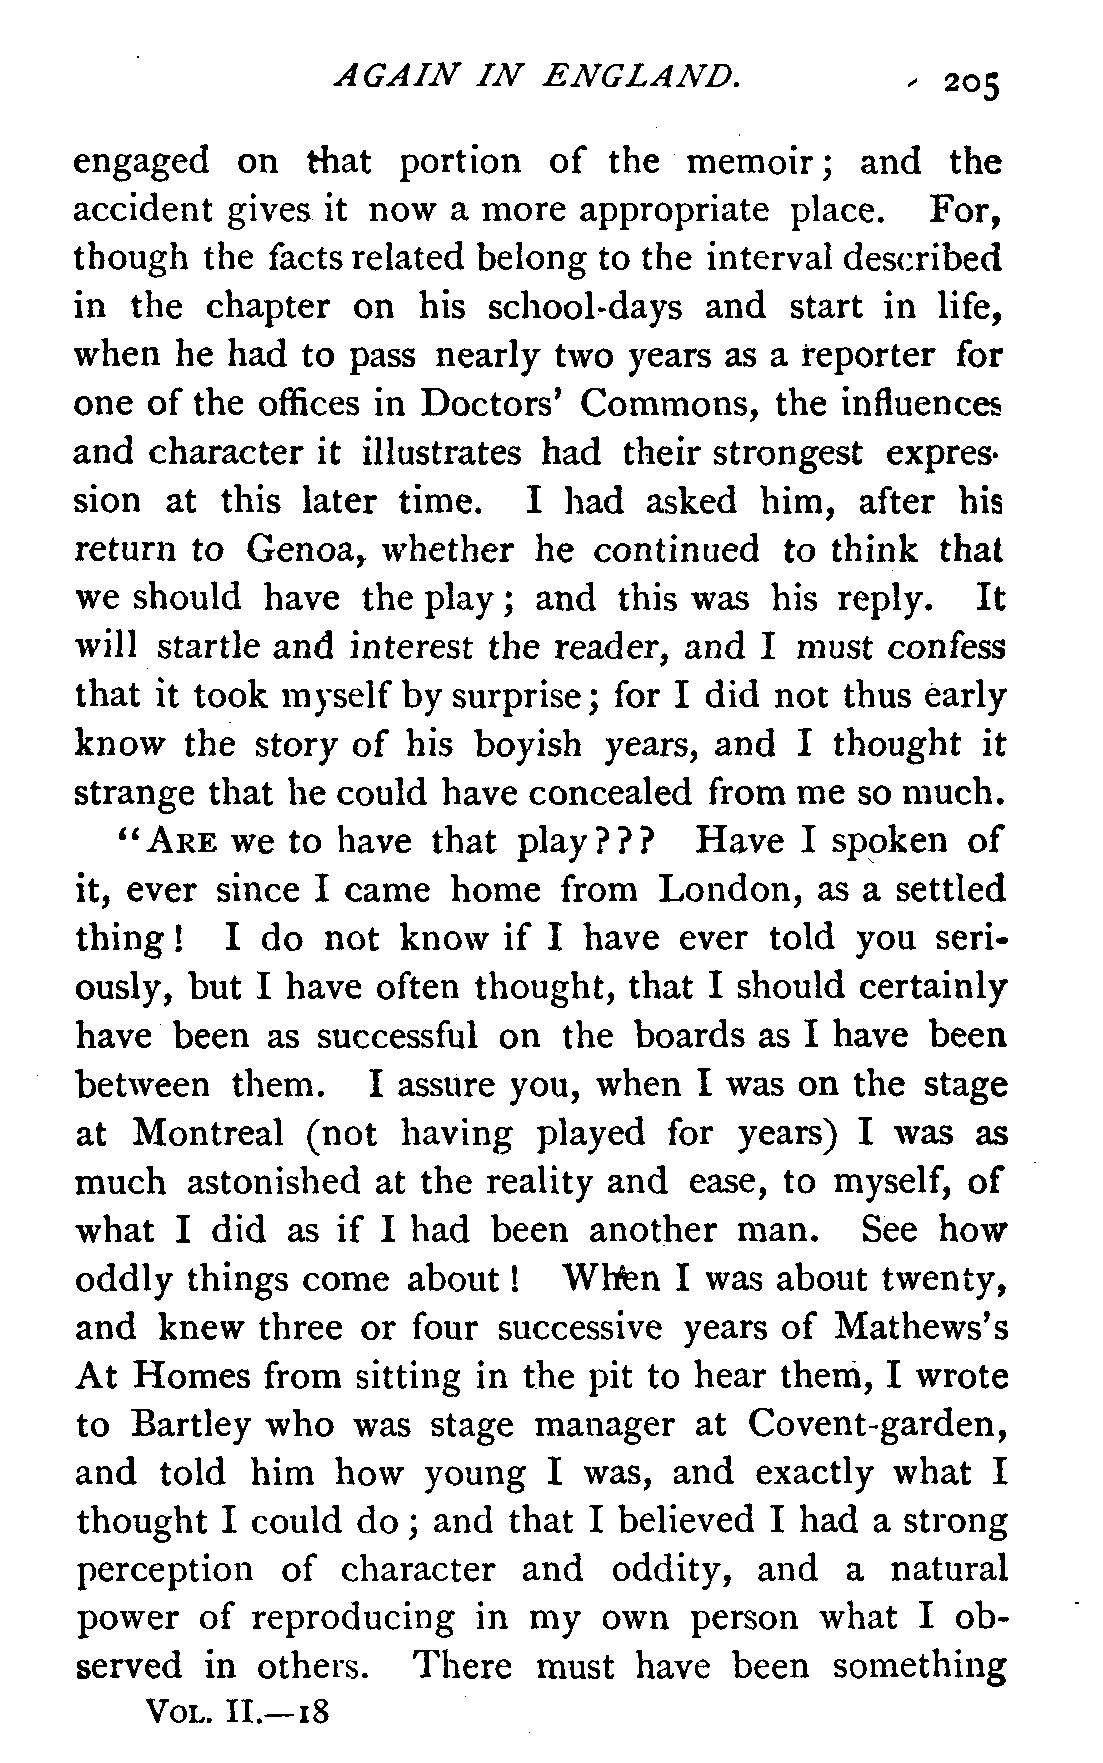 AGAIN IN ENGLAND. 205
engaged on that portion of the memoir; and the
accident gives it now a more appropriate place. For,
though the facts related belong to the interval described
in the chapter on his school-days and start in life,
when he had to pass nearly two years as a reporter for
one of the offices in Doctors' Commons, the influences
and character it illustrates had their strongest expres-
sion at this later time. I had asked him, after his
return to Genoa, whether he continued to think that
we should have the play; and this was his reply. It
will startle and interest the reader, and I must confess
that it took myself by surprise; for I did not thus early
know the story of his boyish years, and I thought it
strange that he could have concealed from me so much.
"ARE we to have that play??? Have I spoken of
it, ever since I came home from London, as a settled
thing! I do not know if I have ever told you seri-
ously, but I have often thought, that I should certainly
have been as successful on the boards as I have been
between them. I assure you, when I was on the stage
at Montreal (not having played for years) I was as
much astonished at the reality and ease, to myself, of
what I did as if I had been another man. See how
oddly things come about! When I was about twenty,
and knew three or four successive years of Mathews's
At Homes from sitting in the pit to hear them, I wrote
to Bartley who was stage manager at Covent-garden,
and told him how young I was, and exactly what I
thought I could do; and that I believed I had a strong
perception of character and oddity, and a natural
power of reproducing in my own person what I ob-
served in others. There must have been something
VOL. II.—18